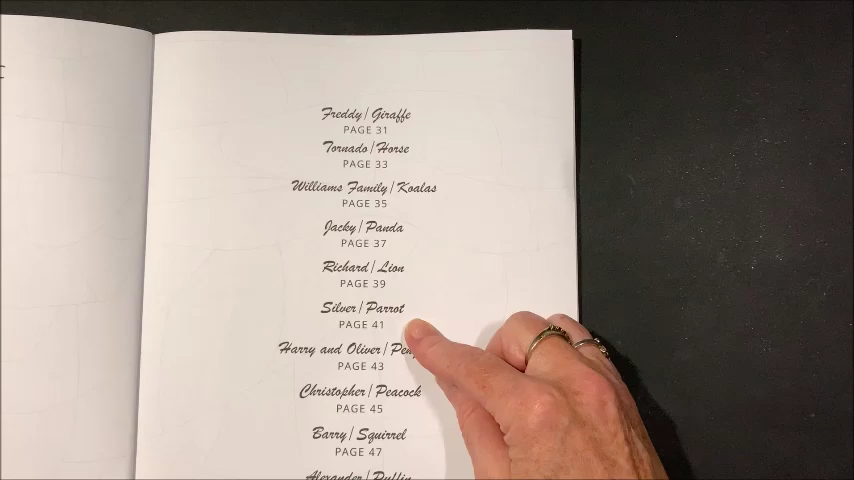 Freddy/Giraffe
PAGE 31
Tornado/Horse
PAGE 33
Williams Family/Koalas
PAGE 35
Jacky/Panda
PAGE 37
Richard/Lion
PAGE 39
Silver/Parrot
PAGE 41
Harry and Oliver/
PAGE 43
Christopher/Peacock
PAGE 45
Barry/Squirrel
PAGE 47
Alexander/Puffin